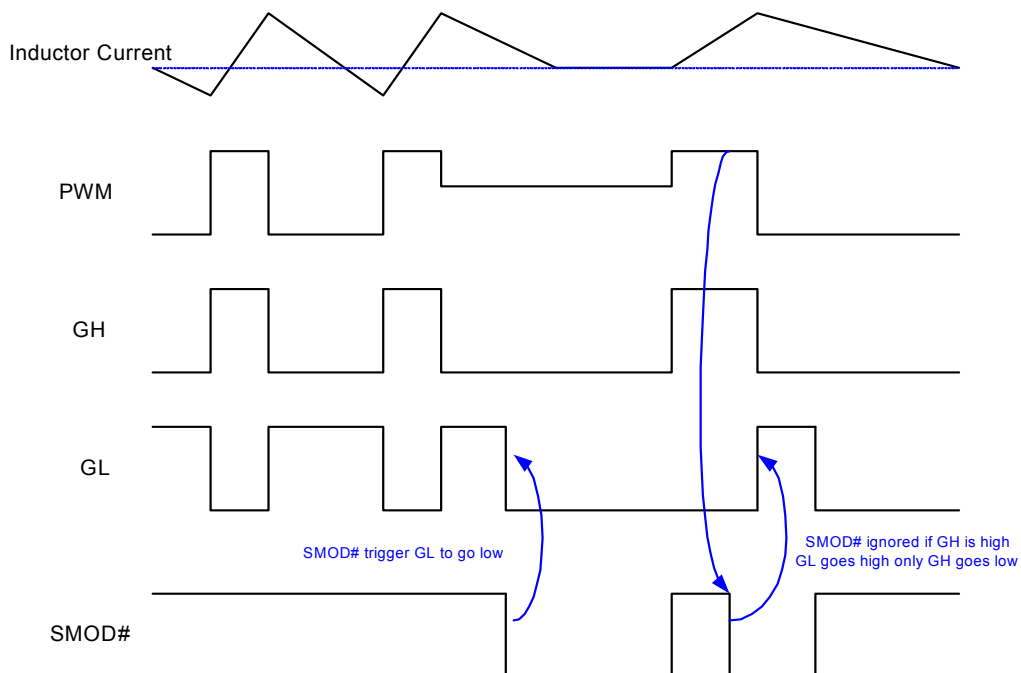 Inductor Current
PWM
GH
GL
SMOD# trigger GL to go low
SMOD# ignored if GH is high
GL goes high only GH goes low
SMOD#